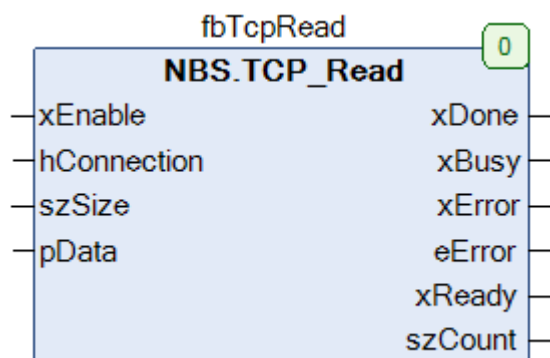 fbTcpRead
0
NBS.TCP_Read
xEnable xDone
hConnection xBusy
szSize xError
pData eError
xReady
szCount